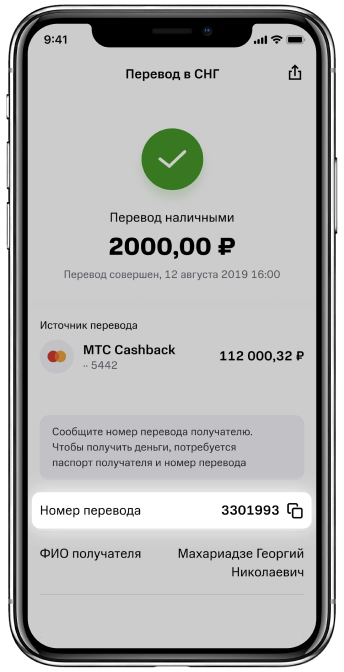 9:41
Перевод в СНГ
Перевод наличными
2000,00 ₽
Перевод совершен, 12 августа 2019 16:00
Источник перевода
МТС Cashback
112 000,32 ₽
·· 5442
Сообщите номер перевода получателю.
Чтобы получить деньги, потребуется
паспорт получателя и номер перевода
Номер перевода 3301993
ФИО получателя Махариадзе Георгий
Николаевич